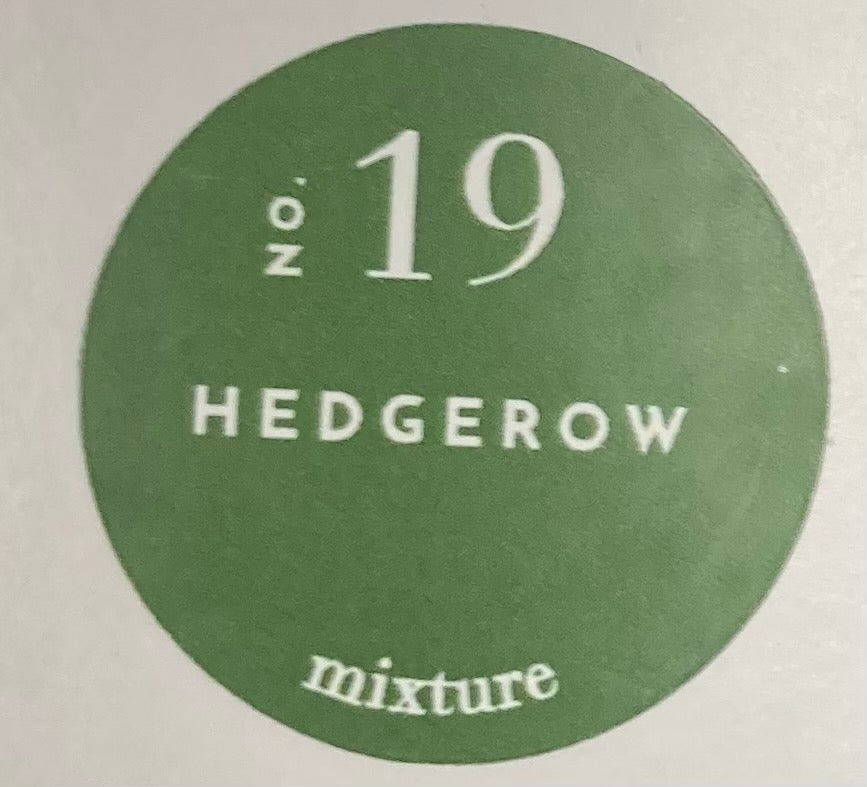 NO. 19
HEDGEROW
mixture